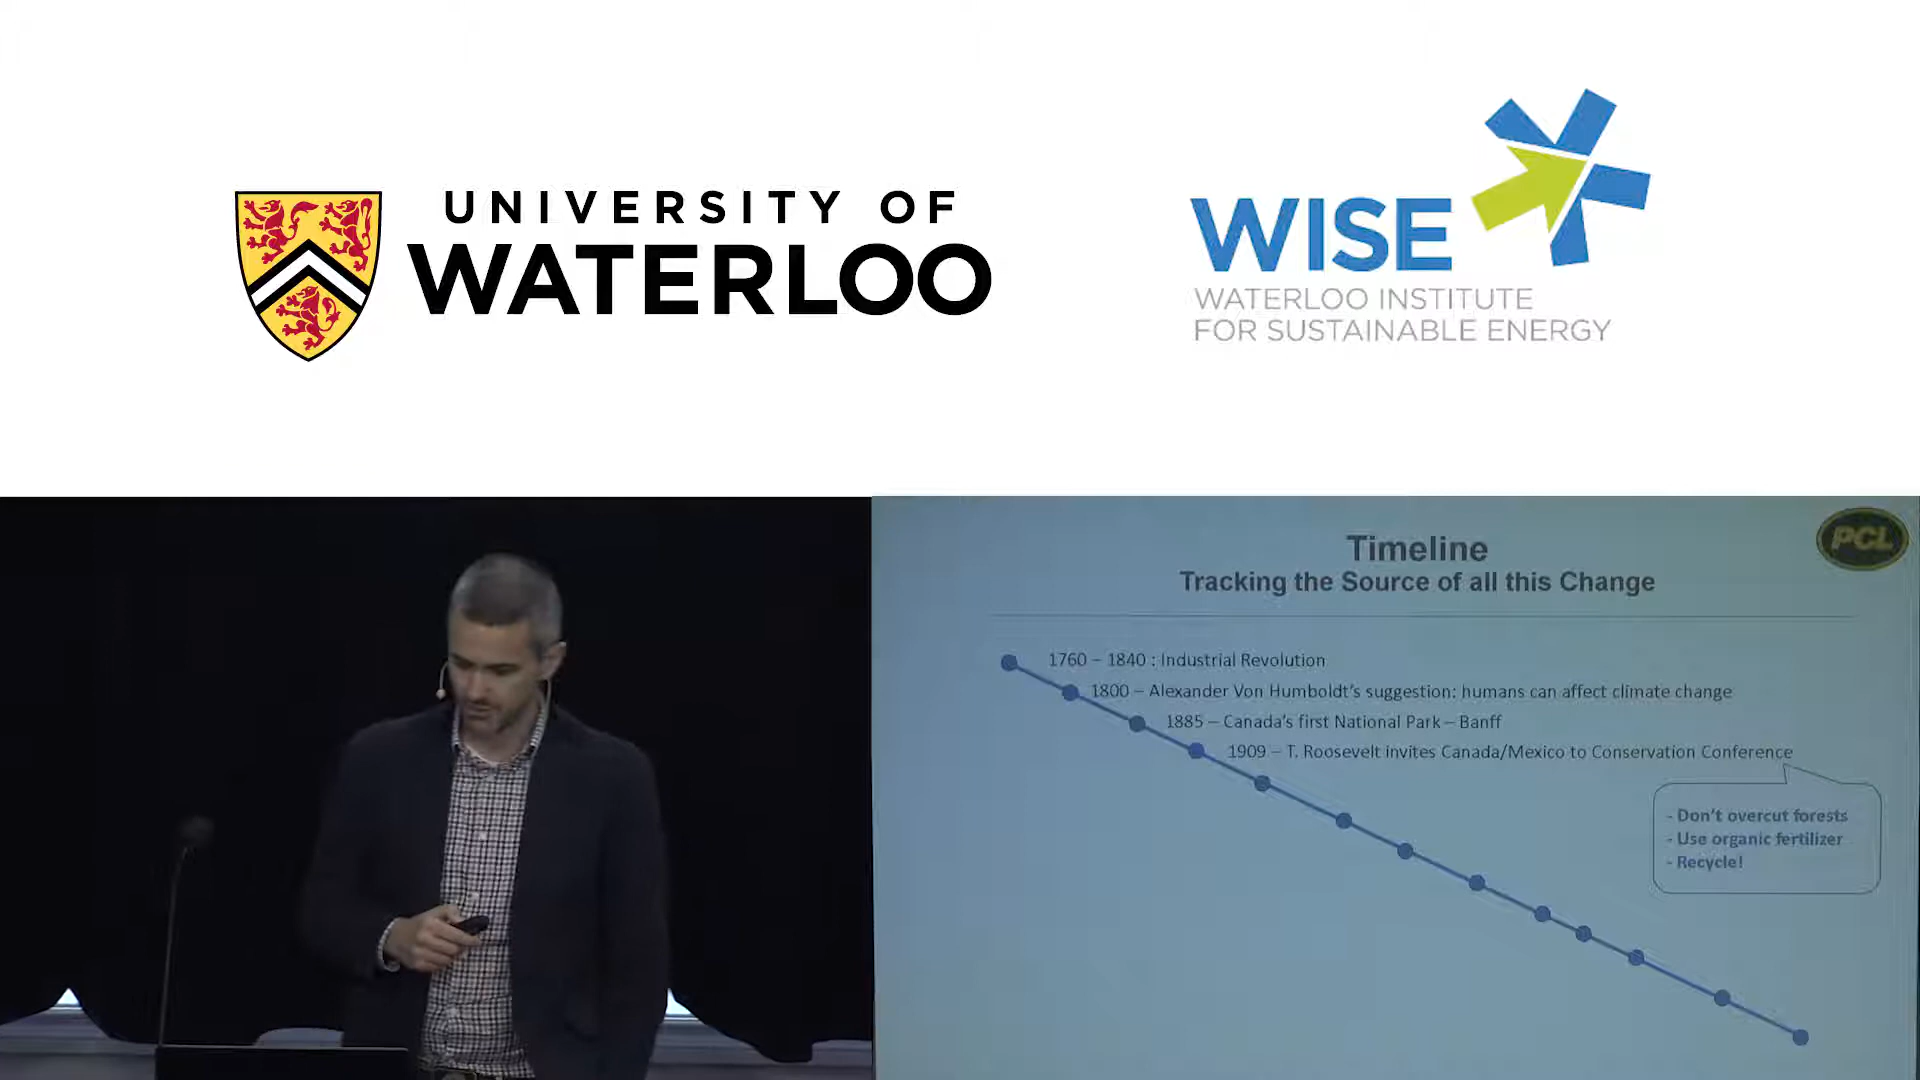 UNIVERSITY OF
WATERLOO
WISE
WATERLOO INSTITUTE
FOR SUSTAINABLE ENERGY
PCL
Timeline
Tracking the Source of all this Change
1760 – 1840 : Industrial Revolution
1800 – Alexander Von Humboldt's suggestion: humans can affect climate change
1885 – Canada's first National Park – Banff
1909 – T. Roosevelt invites Canada/Mexico to Conservation Conference
- Don't overcut forests
- Use organic fertilizer
- Recycle!